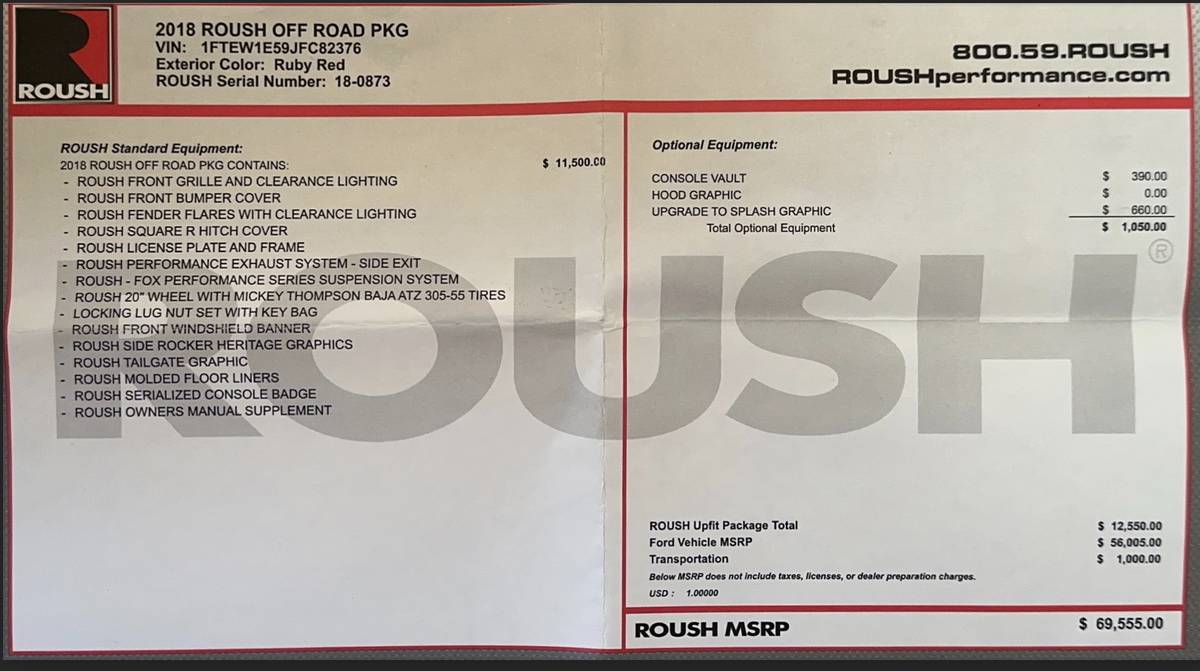 ROUSH
2018 ROUSH OFF ROAD PKG
VIN: 1FTEW1E59JFC82376
Exterior Color: Ruby Red
ROUSH Serial Number: 18-0873
800.59.ROUSH
ROUSHperformance.com
ROUSH Standard Equipment:
2018 ROUSH OFF ROAD PKG CONTAINS: $ 11,500.00
- ROUSH FRONT GRILLE AND CLEARANCE LIGHTING
- ROUSH FRONT BUMPER COVER
- ROUSH FENDER FLARES WITH CLEARANCE LIGHTING
- ROUSH SQUARE R HITCH COVER
- ROUSH LICENSE PLATE AND FRAME
- ROUSH PERFORMANCE EXHAUST SYSTEM - SIDE EXIT
- ROUSH - FOX PERFORMANCE SERIES SUSPENSION SYSTEM
- ROUSH 20" WHEEL WITH MICKEY THOMPSON BAJA ATZ 305-55 TIRES
- LOCKING LUG NUT SET WITH KEY BAG
- ROUSH FRONT WINDSHIELD BANNER
- ROUSH SIDE ROCKER HERITAGE GRAPHICS
- ROUSH TAILGATE GRAPHIC
- ROUSH MOLDED FLOOR LINERS
- ROUSH SERIALIZED CONSOLE BADGE
- ROUSH OWNERS MANUAL SUPPLEMENT
Optional Equipment:
CONSOLE VAULT $ 390.00
HOOD GRAPHIC $ 0.00
UPGRADE TO SPLASH GRAPHIC $ 660.00
Total Optional Equipment $ 1,050.00
ROUSH®
ROUSH Upfit Package Total $ 12,550.00
Ford Vehicle MSRP $ 56,005.00
Transportation $ 1,000.00
Below MSRP does not include taxes, licenses, or dealer preparation charges.
USD : 1.00000
ROUSH MSRP $ 69,555.00